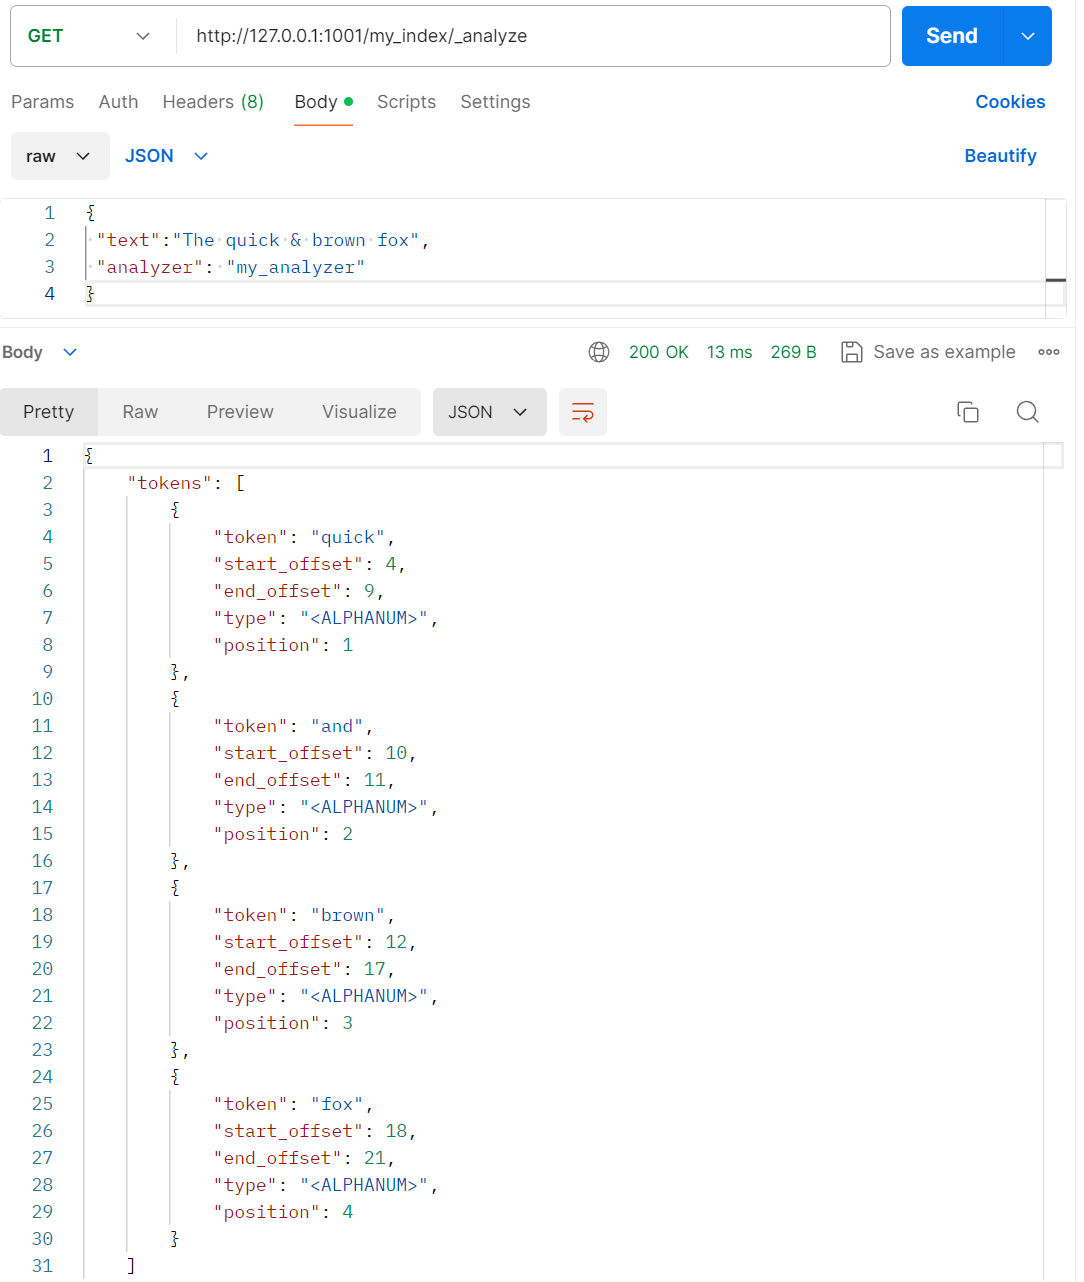 GET http://127.0.0.1:1001/my_index/_analyze Send
Params Auth Headers (8) Body Scripts Settings Cookies
raw JSON Beautify
1 {
2 "text":"The quick & brown fox",
3 "analyzer": "my_analyzer"
4 }
Body 200 OK 13 ms 269 B Save as example
Pretty Raw Preview Visualize JSON
1 {
2 "tokens": [
3 {
4 "token": "quick",
5 "start_offset": 4,
6 "end_offset": 9,
7 "type": "<ALPHANUM>",
8 "position": 1
9 },
10 {
11 "token": "and",
12 "start_offset": 10,
13 "end_offset": 11,
14 "type": "<ALPHANUM>",
15 "position": 2
16 },
17 {
18 "token": "brown",
19 "start_offset": 12,
20 "end_offset": 17,
21 "type": "<ALPHANUM>",
22 "position": 3
23 },
24 {
25 "token": "fox",
26 "start_offset": 18,
27 "end_offset": 21,
28 "type": "<ALPHANUM>",
29 "position": 4
30 }
31 ]